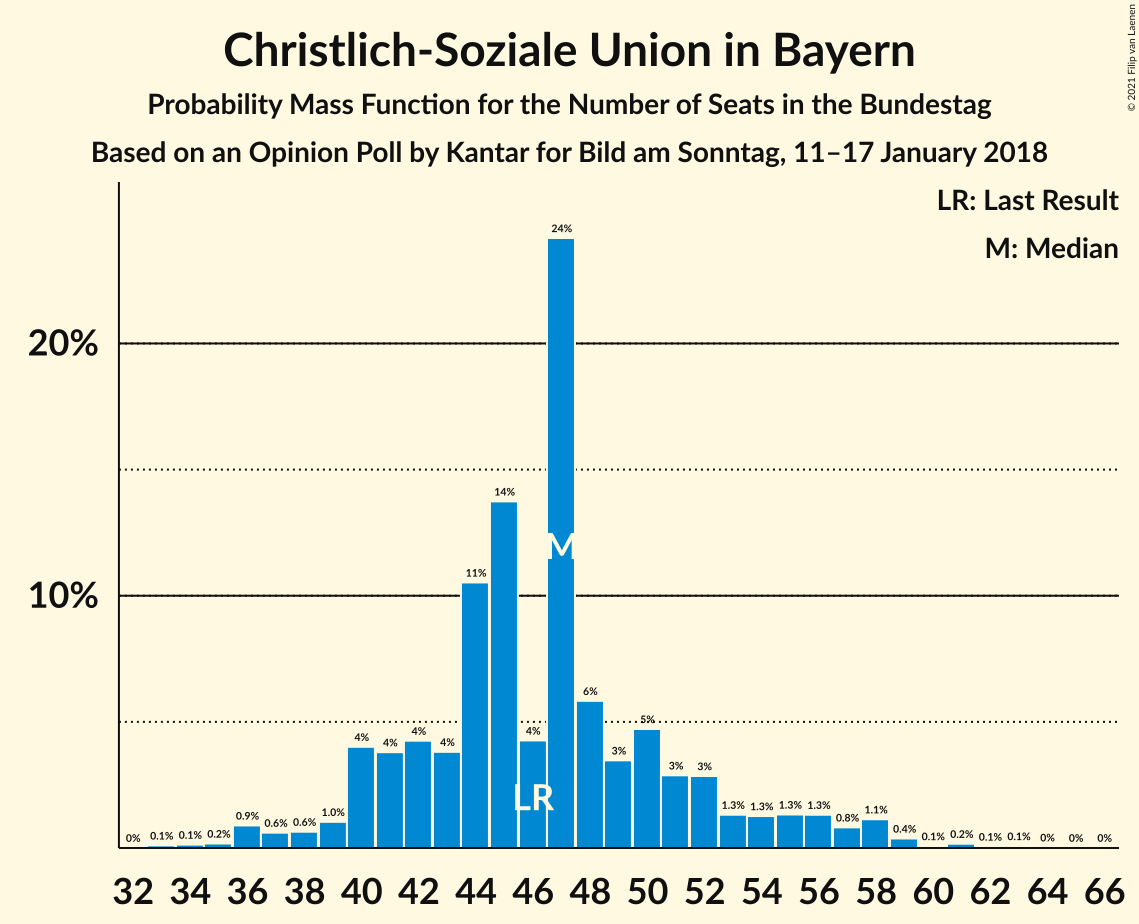 Christlich-Soziale Union in Bayern
Probability Mass Function for the Number of Seats in the Bundestag
Based on an Opinion Poll by Kantar for Bild am Sonntag, 11–17 January 2018
© 2021 Filip van Laenen
LR: Last Result
M: Median
20%
10%
0% 0.1% 0.1% 0.2% 0.9% 0.6% 0.6% 1.0% 4% 4% 4% 4% 11% 14% 4% 24% 6% 3% 5% 3% 3% 1.3% 1.3% 1.3% 1.3% 0.8% 1.1% 0.4% 0.1% 0.2% 0.1% 0.1% 0% 0% 0%
M
LR
32 34 36 38 40 42 44 46 48 50 52 54 56 58 60 62 64 66